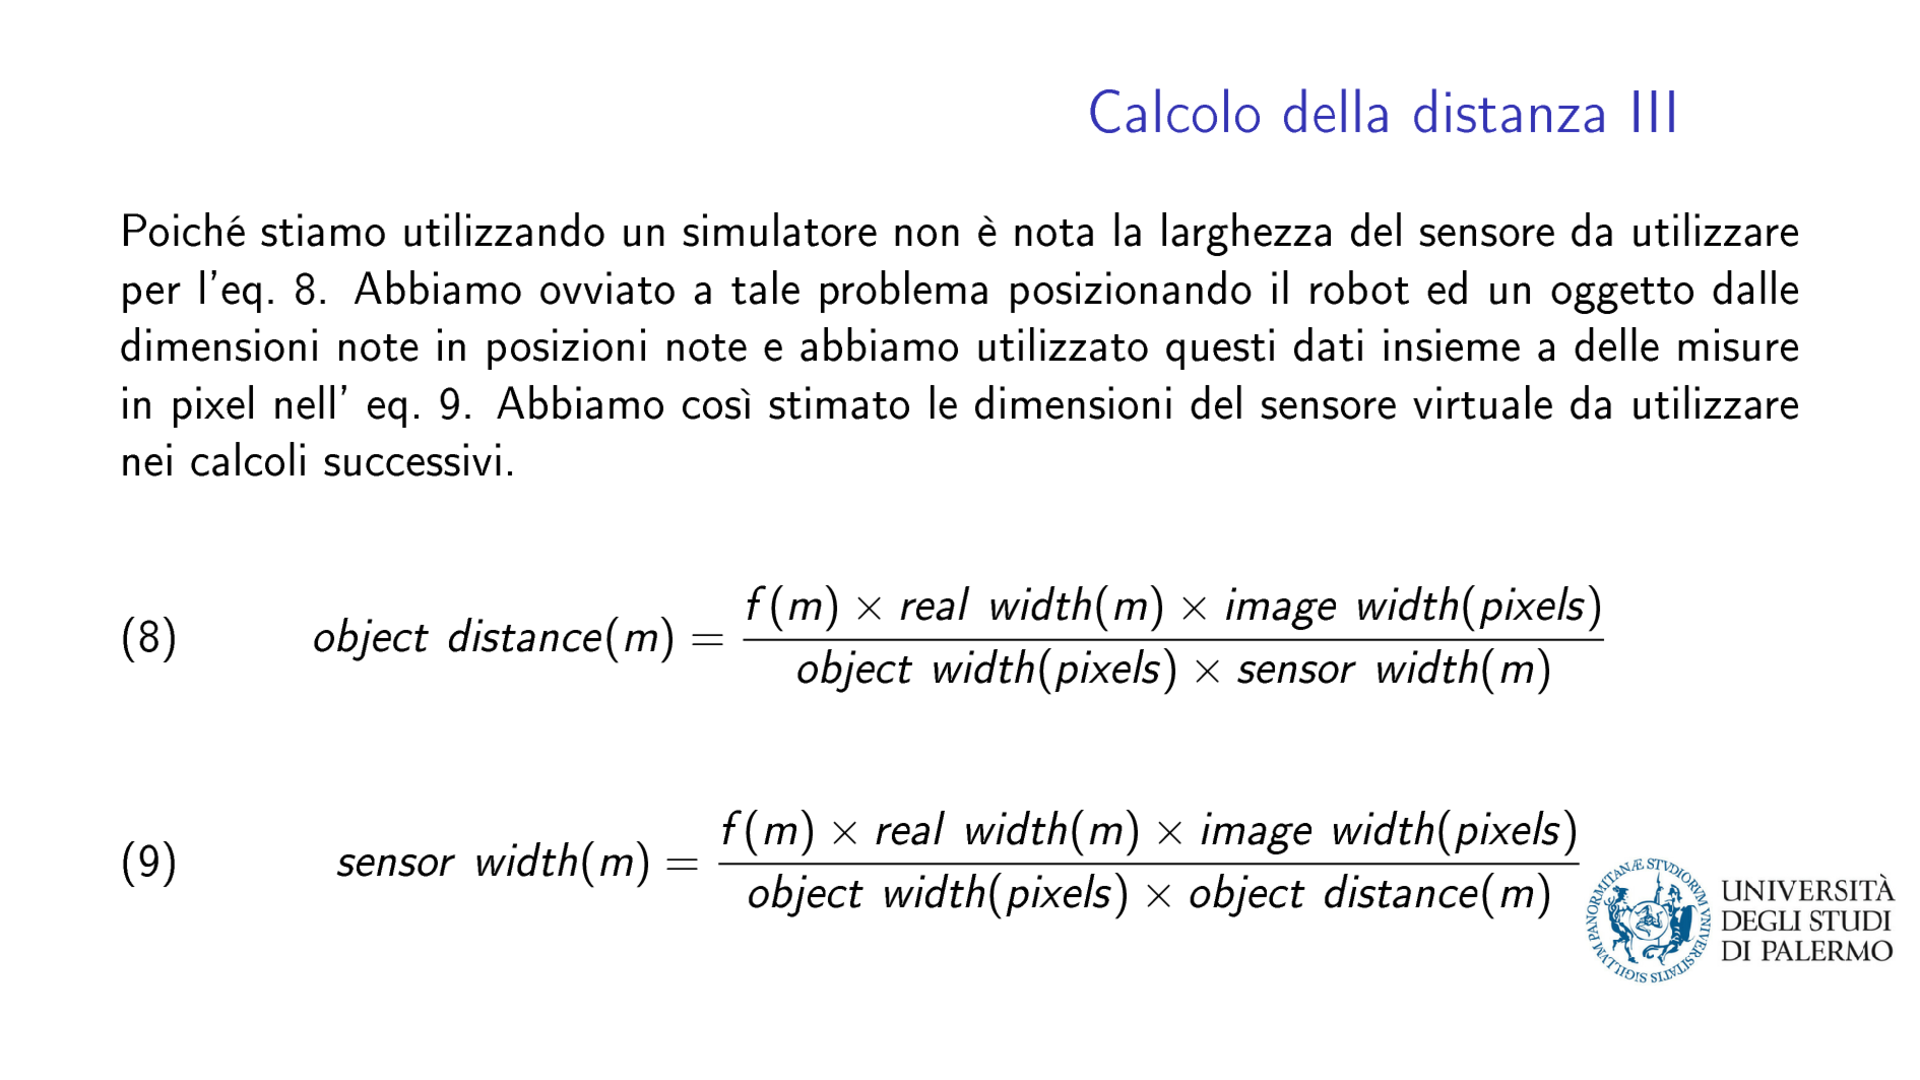 Calcolo della distanza III
Poiché stiamo utilizzando un simulatore non è nota la larghezza del sensore da utilizzare
per l'eq. 8. Abbiamo ovviato a tale problema posizionando il robot ed un oggetto dalle
dimensioni note in posizioni note e abbiamo utilizzato questi dati insieme a delle misure
in pixel nell' eq. 9. Abbiamo così stimato le dimensioni del sensore virtuale da utilizzare
nei calcoli successivi.
(8) object distance(m) = f(m) × real width(m) × image width(pixels)
object width(pixels) × sensor width(m)
(9) sensor width(m) = f(m) × real width(m) × image width(pixels)
object width(pixels) × object distance(m)
SIGILLVM PANORMITANÆ STVDIORVM VNIVERSITATIS
UNIVERSITÀ
DEGLI STUDI
DI PALERMO